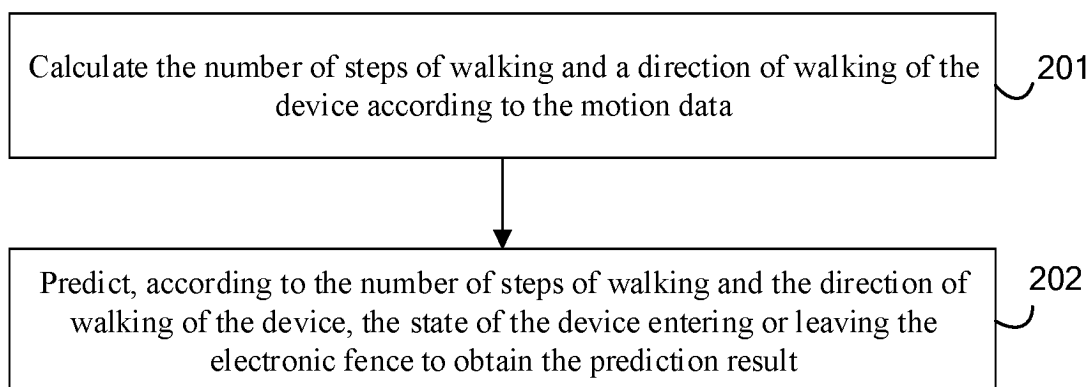 Calculate the number of steps of walking and a direction of walking of the
device according to the motion data
201
Predict, according to the number of steps of walking and the direction of
walking of the device, the state of the device entering or leaving the
electronic fence to obtain the prediction result
202